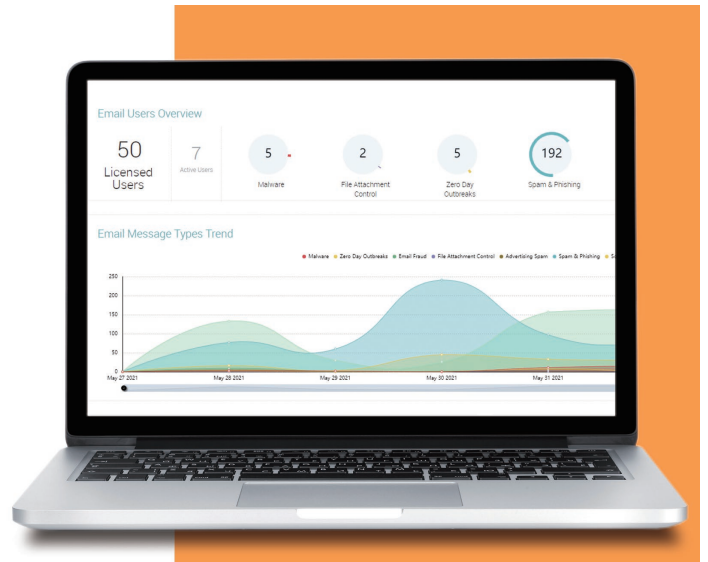 Email Users Overview
50
Licensed
Users
7
Active Users
5
Malware
2
File Attachment
Control
5
Zero Day
Outbreaks
192
Spam & Phishing
Email Message Types Trend
Malware Zero Day Outbreaks Email Fraud File Attachment Control Advertising Spam Spam & Phishing
250
200
150
100
50
0
May 27 2021 May 28 2021 May 29 2021 May 30 2021 May 31 2021